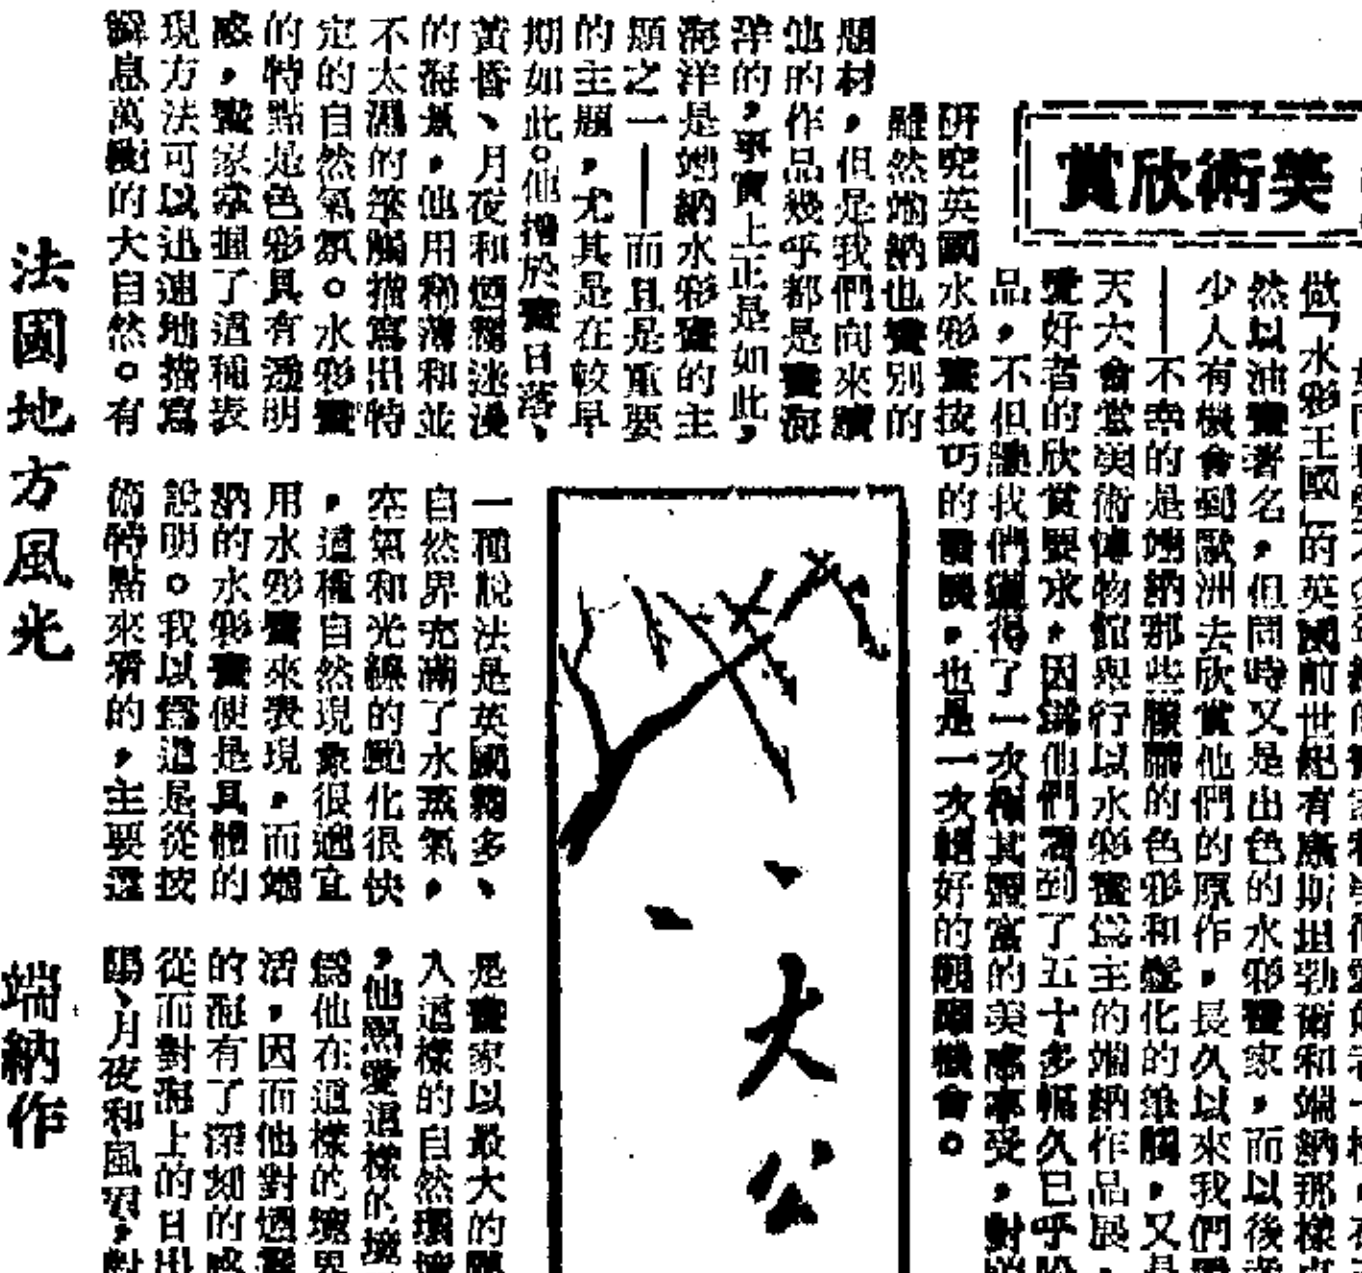 美術欣賞
做「水彩王國」的英國前世紀有康斯坦勃衛和端納那樣
然以油畫著名，但同時又是出色的水彩畫家，而以後
少人有機會到歐洲去欣賞他們的原作，長久以來我們
——不幸的是端納那些朦朧的色彩和變化的筆觸，又是
天大會堂美術博物館舉行以水彩畫為主的端納作品展，
覺好者的欣賞要求，因為他們看到了五十多幅久已
品，不但讓我們獲得了一次極其豐富的美感享受，對
研究英國水彩畫技巧的發展，也是一次絕好的觀摩機會。
雖然端納也畫別的
題材，但是我們向來讀
他的作品幾乎都是畫海
洋的，事實上正是如此，
海洋是端納水彩畫的主
題之一——而且是重要
的主題，尤其是在較早
期如此。他擅於畫日落、
黃昏、月夜和煙霧迷漫
的海景，他用稀薄和並
不太濕的筆觸描寫出特
定的自然氣氛。水彩畫
的特點是色彩具有透明
感，畫家掌握了這種表
現方法可以迅速地描寫
瞬息萬變的大自然。有
一種說法是英國霧多、
自然界充滿了水蒸氣，
空氣和光線的變化很快
，這種自然現象很適宜
用水彩畫來表現，而端
納的水彩畫便是具體的
說明。我以為這是從技
術特點來看的，主要還
是畫家以最大的
入這樣的自然環境
，他熱愛這樣的境
為他在這樣的境界
活，因而他對煙霧
的海有了深刻的感
從而對海上的日出
陽、月夜和風雪，對
大公
法國地方風光
端納作